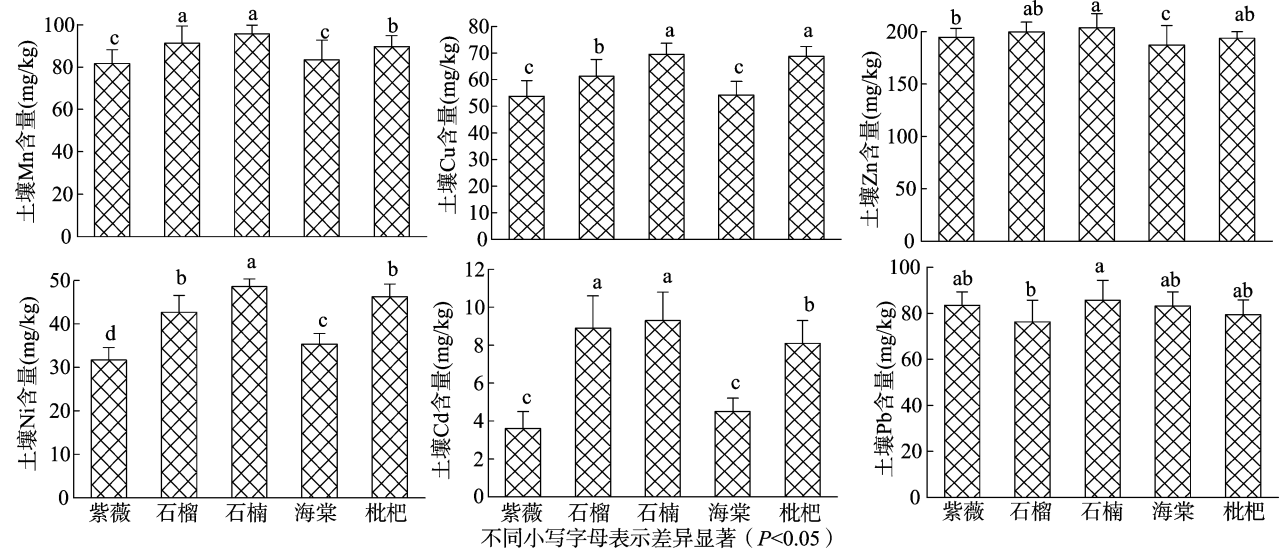 土壤Mn含量(mg/kg)
100
80
60
40
20
0
c
a
a
c
b
土壤Cu含量(mg/kg)
80
70
60
50
40
30
20
10
0
c
b
a
c
a
土壤Zn含量(mg/kg)
200
150
100
50
0
b
ab
a
c
ab
土壤Ni含量(mg/kg)
50
40
30
20
10
0
d
b
a
c
b
紫薇 石榴 石楠 海棠 枇杷
土壤Cd含量(mg/kg)
12
10
8
6
4
2
0
c
a
a
c
b
紫薇 石榴 石楠 海棠 枇杷
土壤Pb含量(mg/kg)
100
80
60
40
20
0
ab
b
a
ab
ab
紫薇 石榴 石楠 海棠 枇杷
不同小写字母表示差异显著（P<0.05）